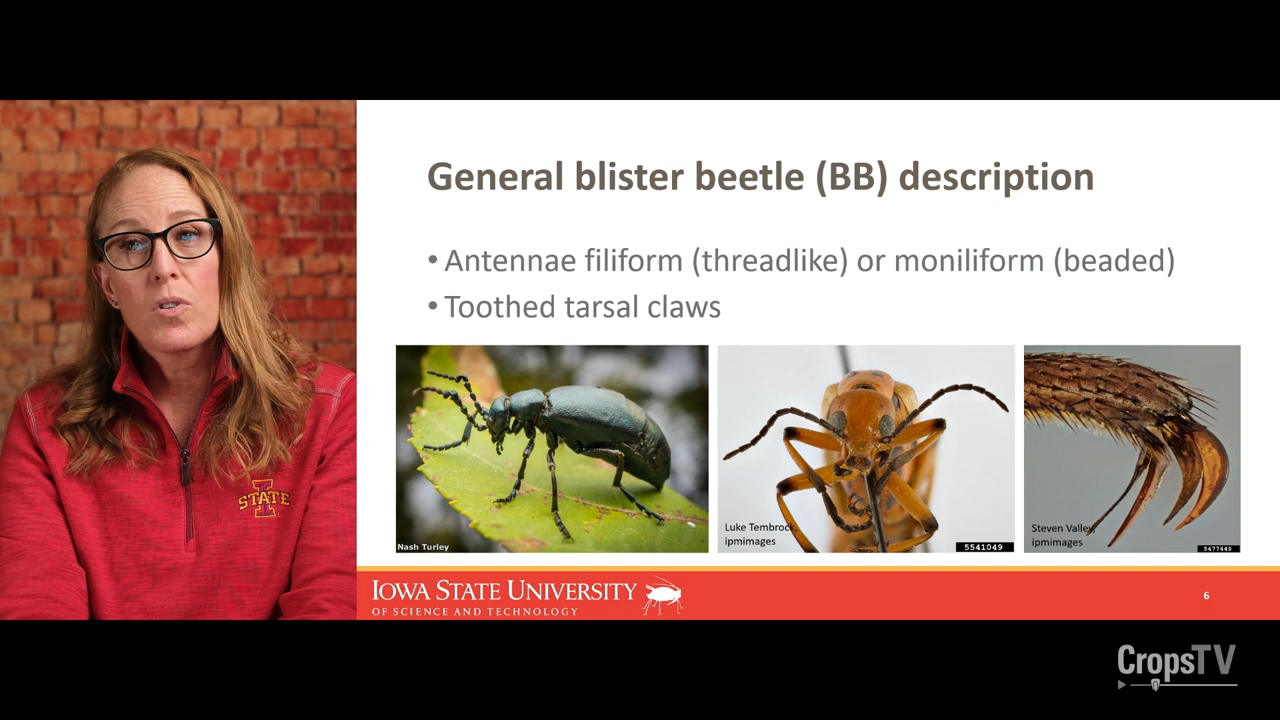 General blister beetle (BB) description
• Antennae filiform (threadlike) or moniliform (beaded)
• Toothed tarsal claws
Nash Turley
Luke Tembrock,
ipmimages
5541049
Steven Valley,
ipmimages
5477449
STATE
I
IOWA STATE UNIVERSITY
OF SCIENCE AND TECHNOLOGY
6
CropsTV